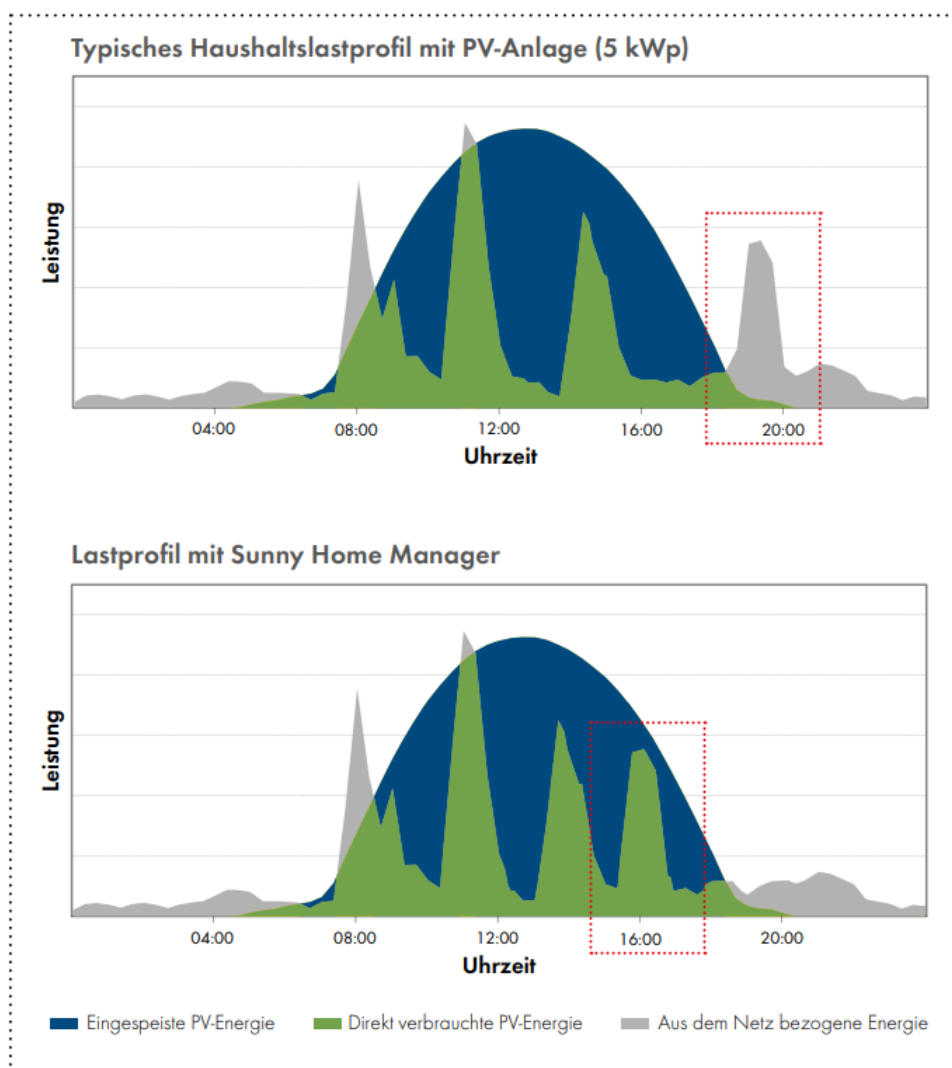 Typisches Haushaltslastprofil mit PV-Anlage (5 kWp)
Leistung
04:00 08:00 12:00 16:00 20:00
Uhrzeit
Lastprofil mit Sunny Home Manager
Leistung
04:00 08:00 12:00 16:00 20:00
Uhrzeit
Eingespeiste PV-Energie Direkt verbrauchte PV-Energie Aus dem Netz bezogene Energie